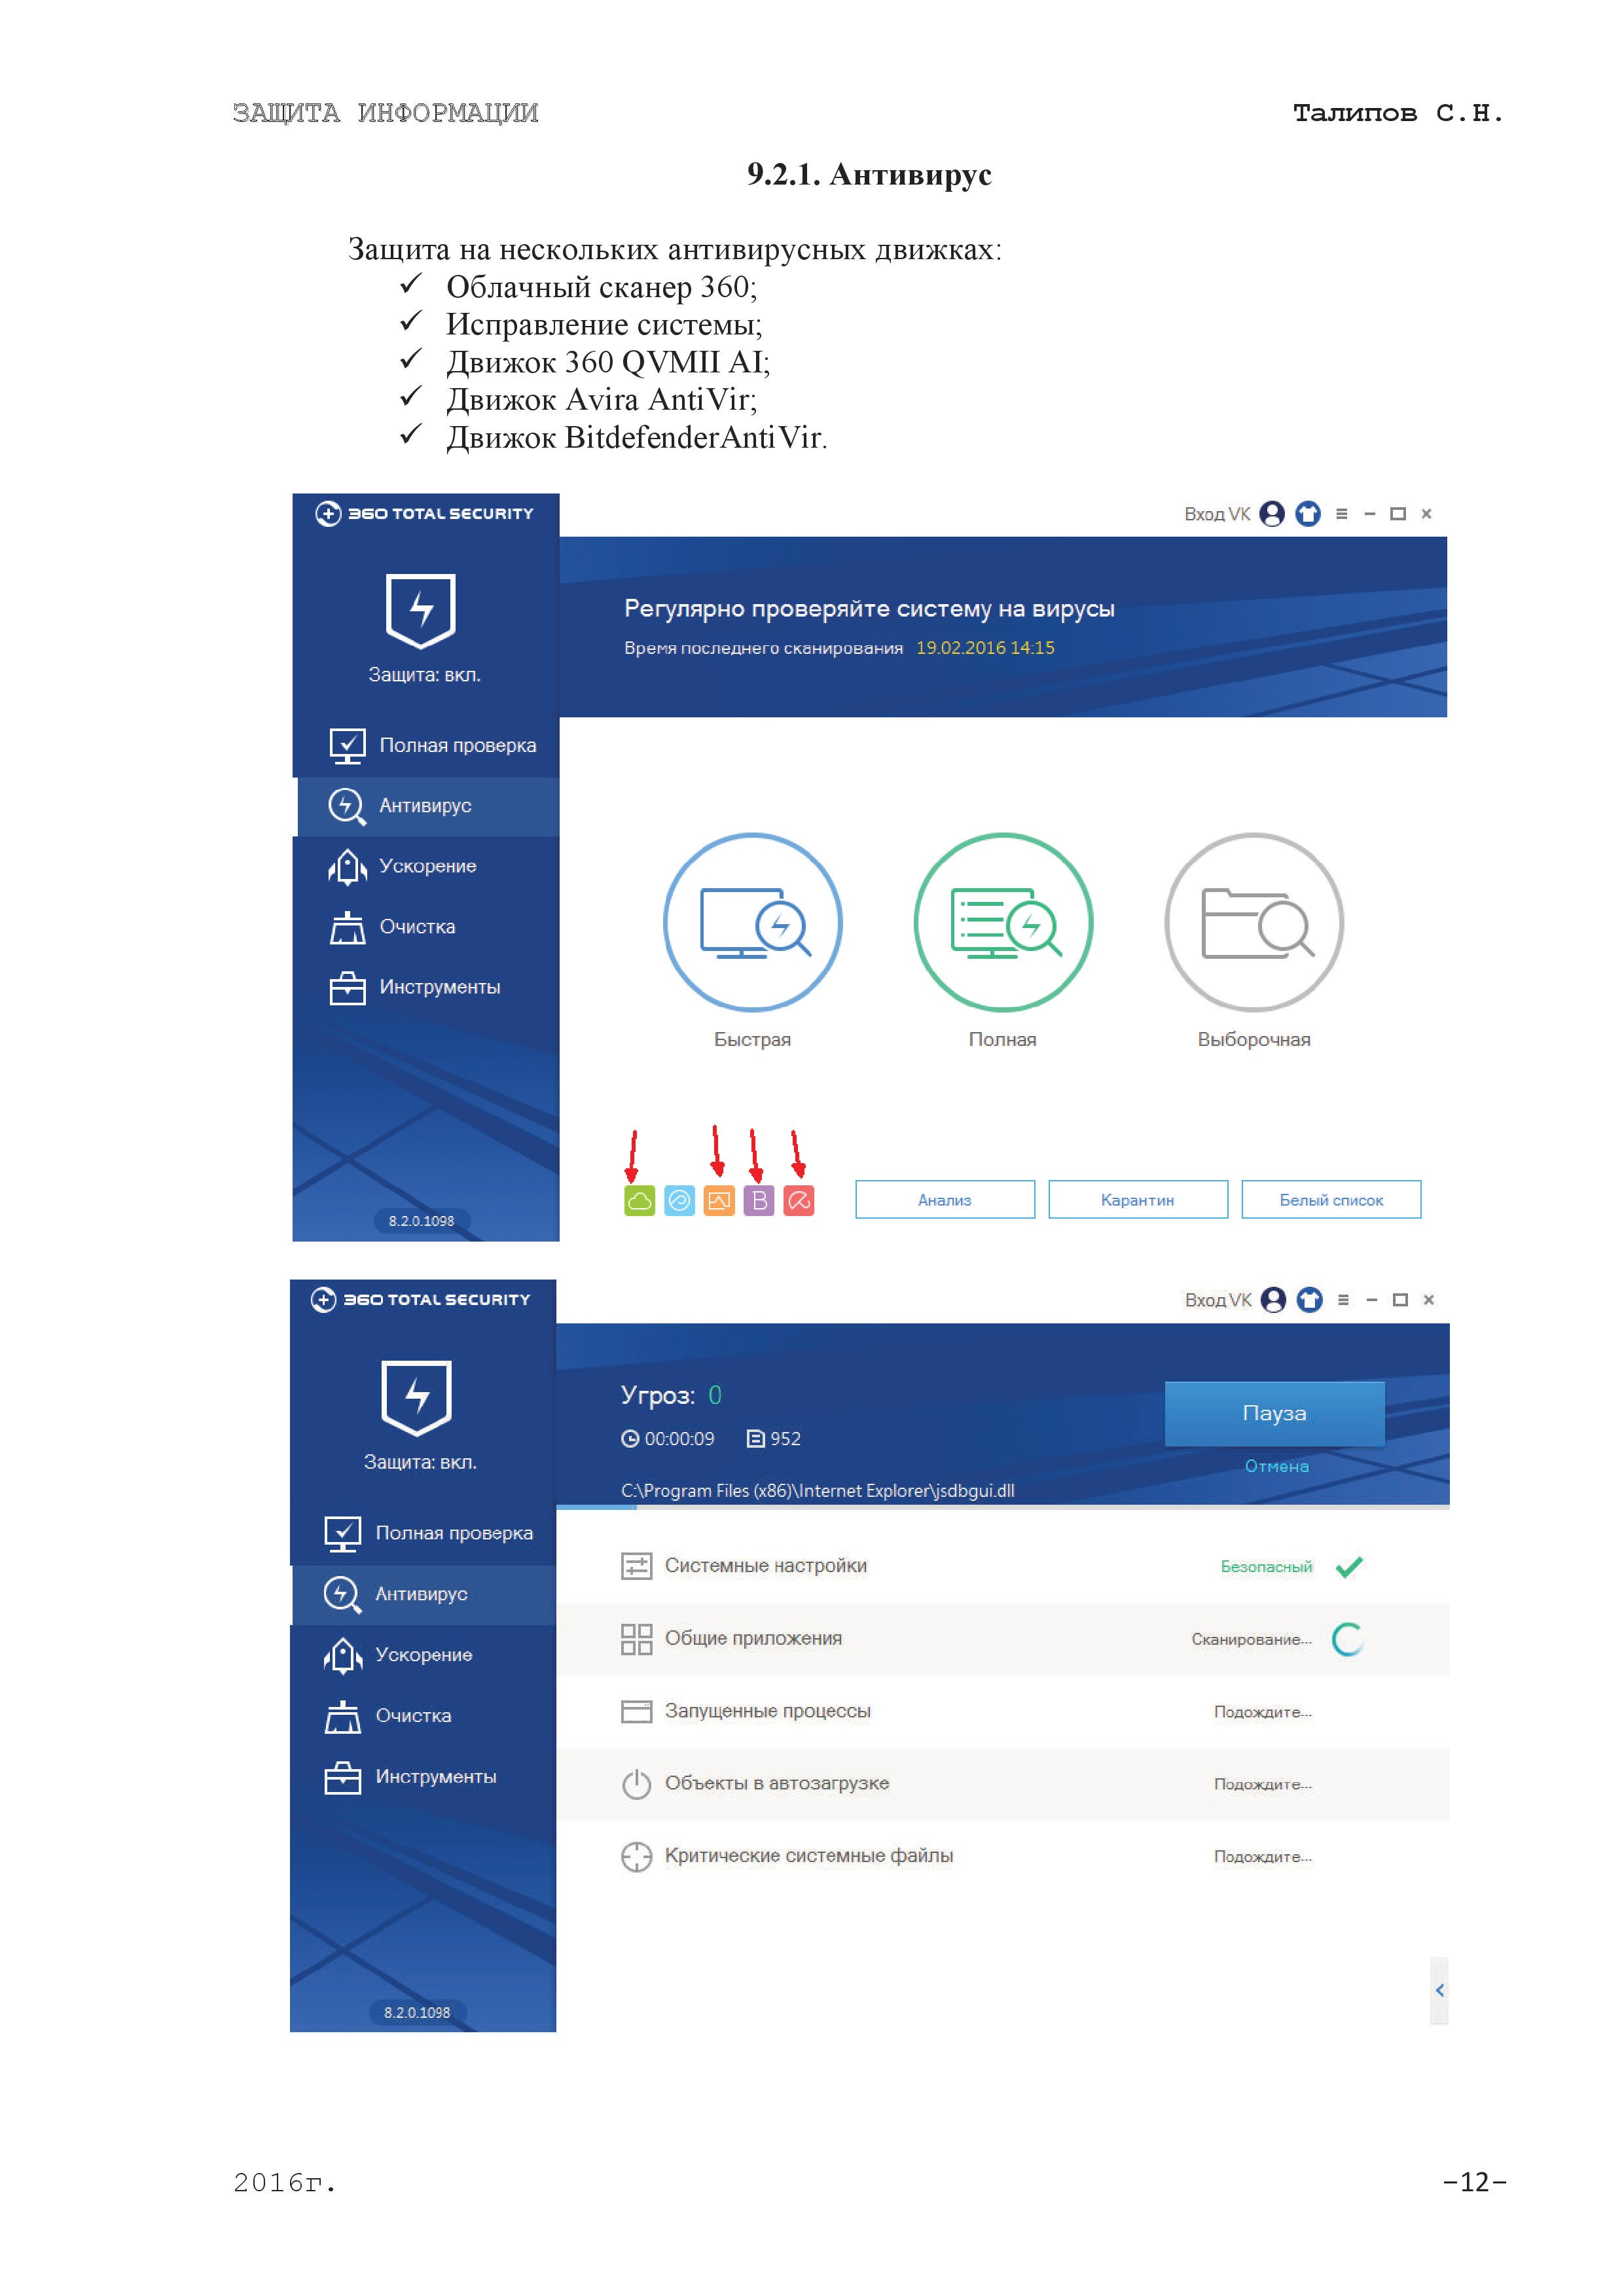 ЗАЩИТА ИНФОРМАЦИИ Талипов С.Н.
9.2.1. Антивирус
Защита на нескольких антивирусных движках:
✓ Облачный сканер 360;
✓ Исправление системы;
✓ Движок 360 QVMII AI;
✓ Движок Avira AntiVir;
✓ Движок BitdefenderAntiVir.
360 TOTAL SECURITY
Вход VK
Защита: вкл.
Регулярно проверяйте систему на вирусы
Время последнего сканирования 19.02.2016 14:15
Полная проверка
Антивирус
Ускорение
Очистка
Инструменты
Быстрая
Полная
Выборочная
B
Анализ
Карантин
Белый список
8.2.0.1098
360 TOTAL SECURITY
Вход VK
Защита: вкл.
Угроз: 0
00:00:09 952
C:\Program Files (x86)\Internet Explorer\jsdbgui.dll
Пауза
Отмена
Полная проверка
Антивирус
Ускорение
Очистка
Инструменты
Системные настройки Безопасный
Общие приложения Сканирование...
Запущенные процессы Подождите...
Объекты в автозагрузке Подождите...
Критические системные файлы Подождите...
8.2.0.1098
2016г. -12-